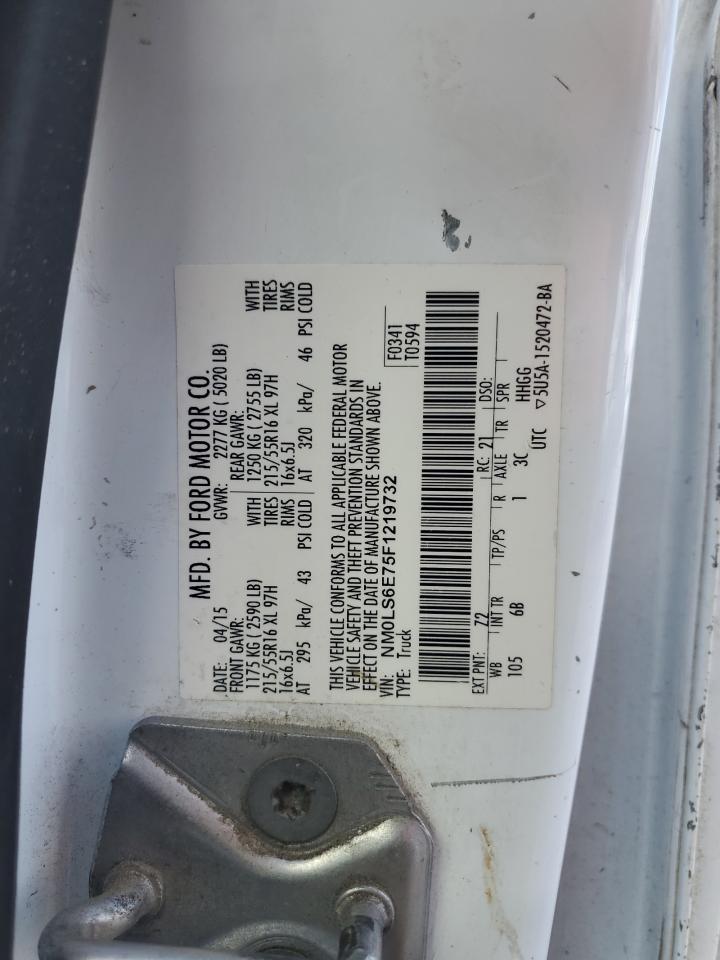 MFD. BY FORD MOTOR CO.
DATE: 04/15 GVWR: 2277 KG ( 5020 LB)
FRONT GAWR: REAR GAWR:
1175 KG ( 2590 LB) WITH 1250 KG ( 2755 LB) WITH
215/55R16 XL 97H TIRES 215/55R16 XL 97H TIRES
16x6.5J RIMS 16x6.5J RIMS
AT 295 kPa/ 43 PSI COLD AT 320 kPa/ 46 PSI COLD
THIS VEHICLE CONFORMS TO ALL APPLICABLE FEDERAL MOTOR
VEHICLE SAFETY AND THEFT PREVENTION STANDARDS IN
EFFECT ON THE DATE OF MANUFACTURE SHOWN ABOVE.
VIN: NM0LS6E75F1219732 F0341
TYPE: Truck T0594
EXT PNT: Z2 RC: 21 DSO:
WB INT TR TP/PS R AXLE TR SPR
105 6B 1 3C HHGG
UTC ▽5U5A-1520472-BA